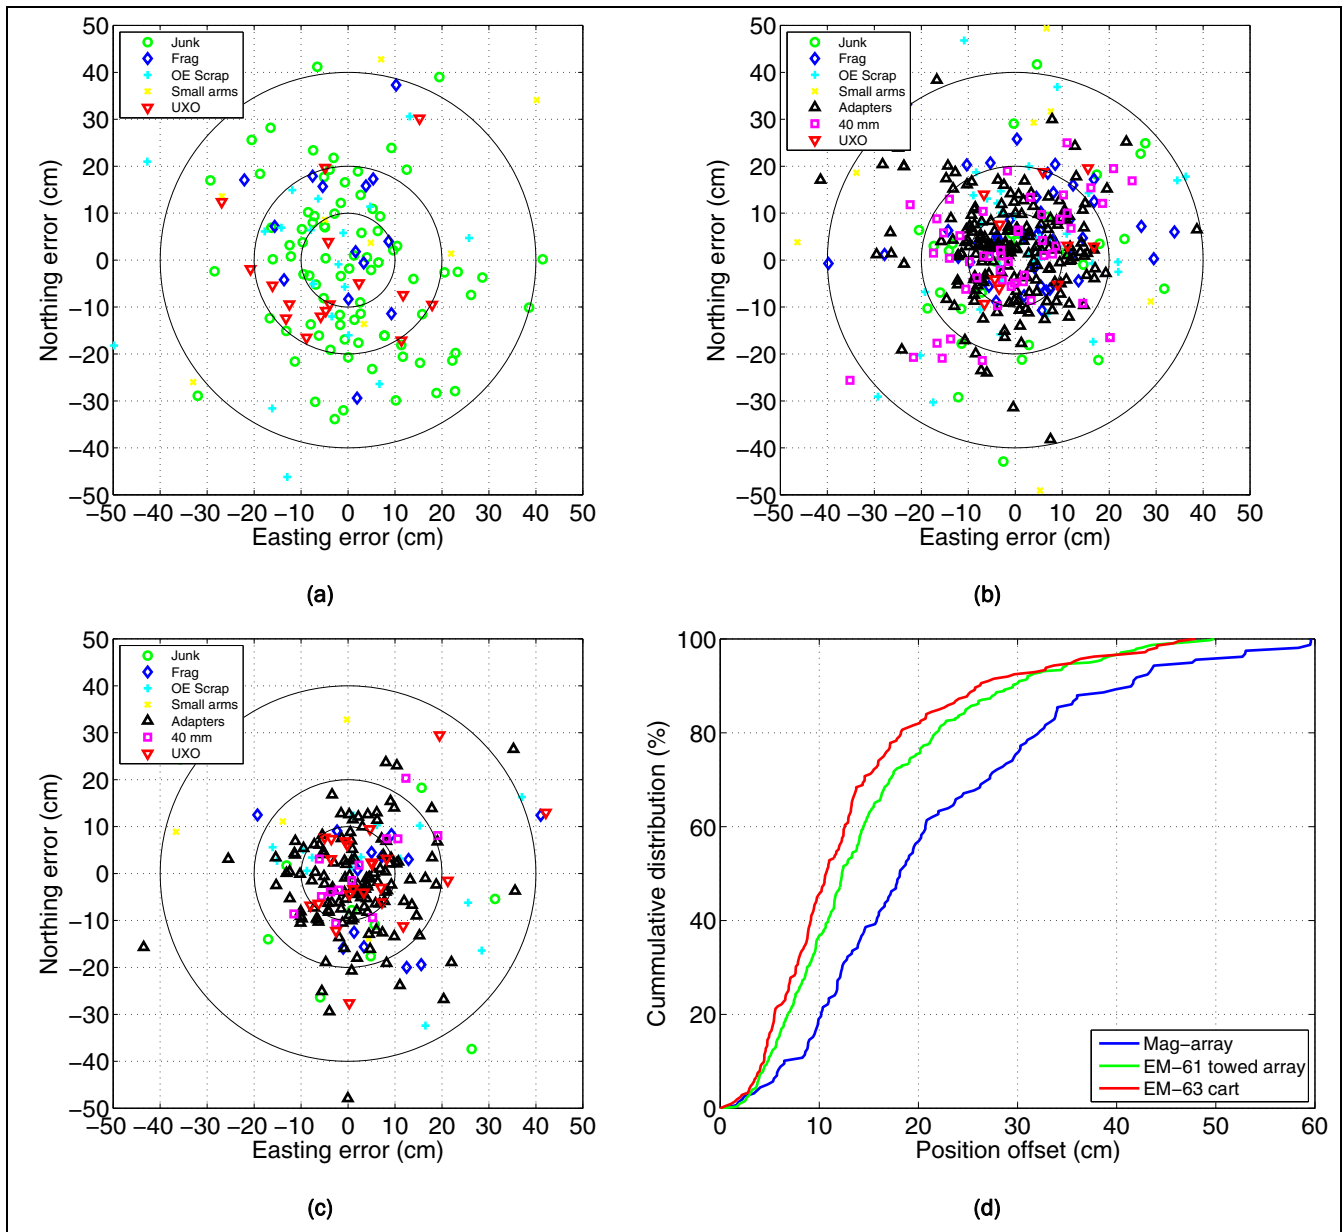 50
40
30
20
10
0
−10
−20
−30
−40
−50
Northing error (cm)
Junk
Frag
OE Scrap
Small arms
UXO
−50 −40 −30 −20 −10 0 10 20 30 40 50
Easting error (cm)
(a)
50
40
30
20
10
0
−10
−20
−30
−40
−50
Northing error (cm)
Junk
Frag
OE Scrap
Small arms
Adapters
40 mm
UXO
−50 −40 −30 −20 −10 0 10 20 30 40 50
Easting error (cm)
(b)
50
40
30
20
10
0
−10
−20
−30
−40
−50
Northing error (cm)
Junk
Frag
OE Scrap
Small arms
Adapters
40 mm
UXO
−50 −40 −30 −20 −10 0 10 20 30 40 50
Easting error (cm)
(c)
100
80
60
40
20
0
Cummulative distribution (%)
Mag−array
EM−61 towed array
EM−63 cart
0 10 20 30 40 50 60
Position offset (cm)
(d)